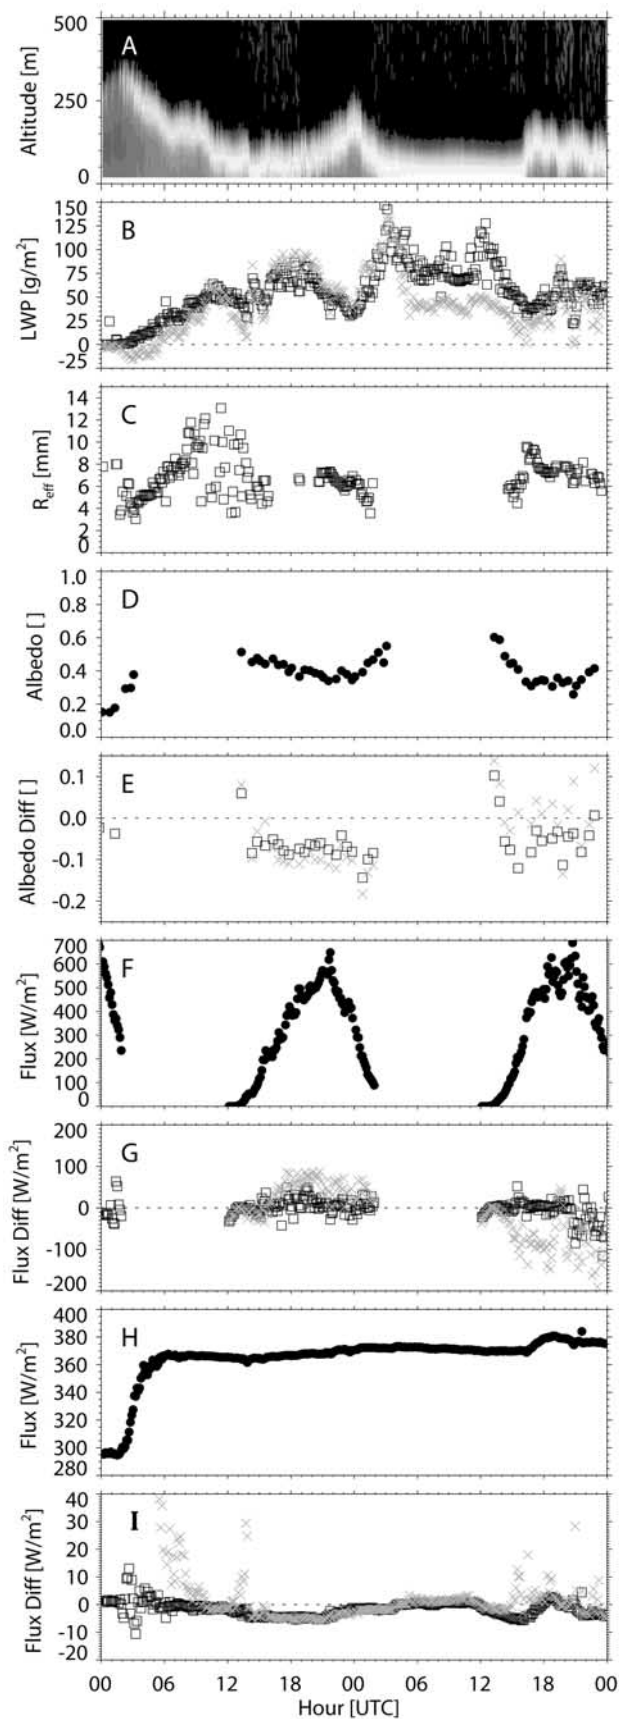 500
250
0
Altitude [m]
A
150
100
75
50
25
0
-25
LWP [g/m²]
B
14
12
10
8
6
4
2
0
R_eff [mm]
C
1.0
0.8
0.6
0.4
0.2
0.0
Albedo [ ]
D
0.1
0.0
-0.1
-0.2
Albedo Diff [ ]
E
700
600
500
400
300
200
100
0
Flux [W/m²]
F
200
100
0
-100
-200
Flux Diff [W/m²]
G
400
380
360
340
320
300
280
Flux [W/m²]
H
40
30
20
10
0
-10
-20
Flux Diff [W/m²]
I
00 06 12 18 00 06 12 18 00
Hour [UTC]